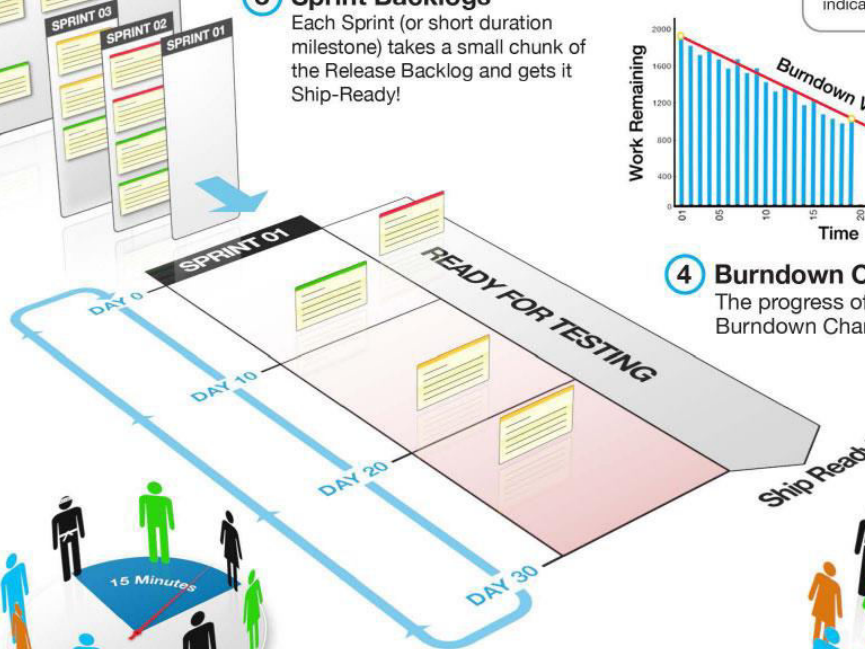 SPRINT 03
SPRINT 02
SPRINT 01
Sprint Backlogs
Each Sprint (or short duration
milestone) takes a small chunk of
the Release Backlog and gets it
Ship-Ready!
Work Remaining
2000
1600
1200
800
400
0
Burndown
01
05
10
15
20
Time
4 Burndown
The progress of
Burndown
SPRINT 01
READY FOR TESTING
DAY 0
DAY 10
DAY 20
DAY 30
Ship
15 Minutes